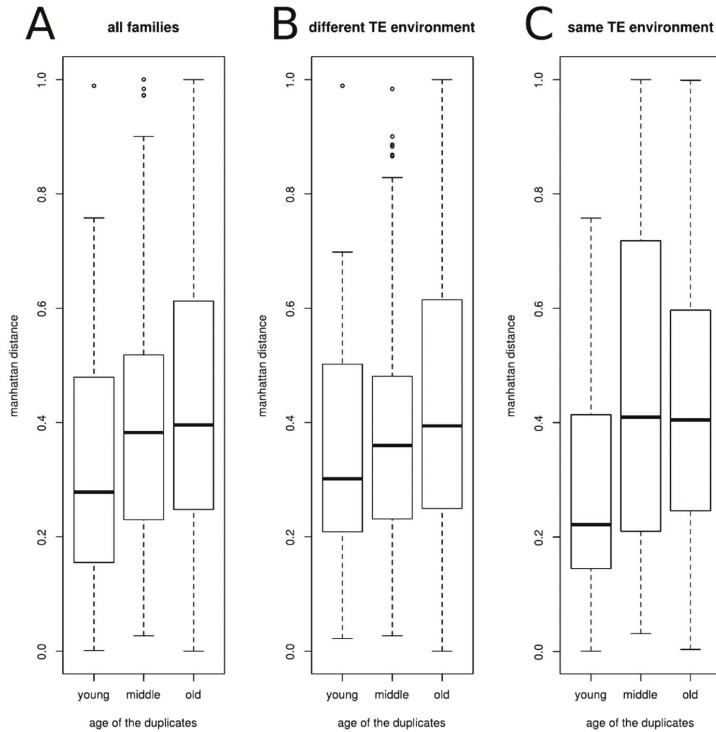 A
all families
manhattan distance
1.0
0.8
0.6
0.4
0.2
0.0
young middle old
age of the duplicates
B
different TE environment
manhattan distance
1.0
0.8
0.6
0.4
0.2
0.0
young middle old
age of the duplicates
C
same TE environment
manhattan distance
1.0
0.8
0.6
0.4
0.2
0.0
young middle old
age of the duplicates